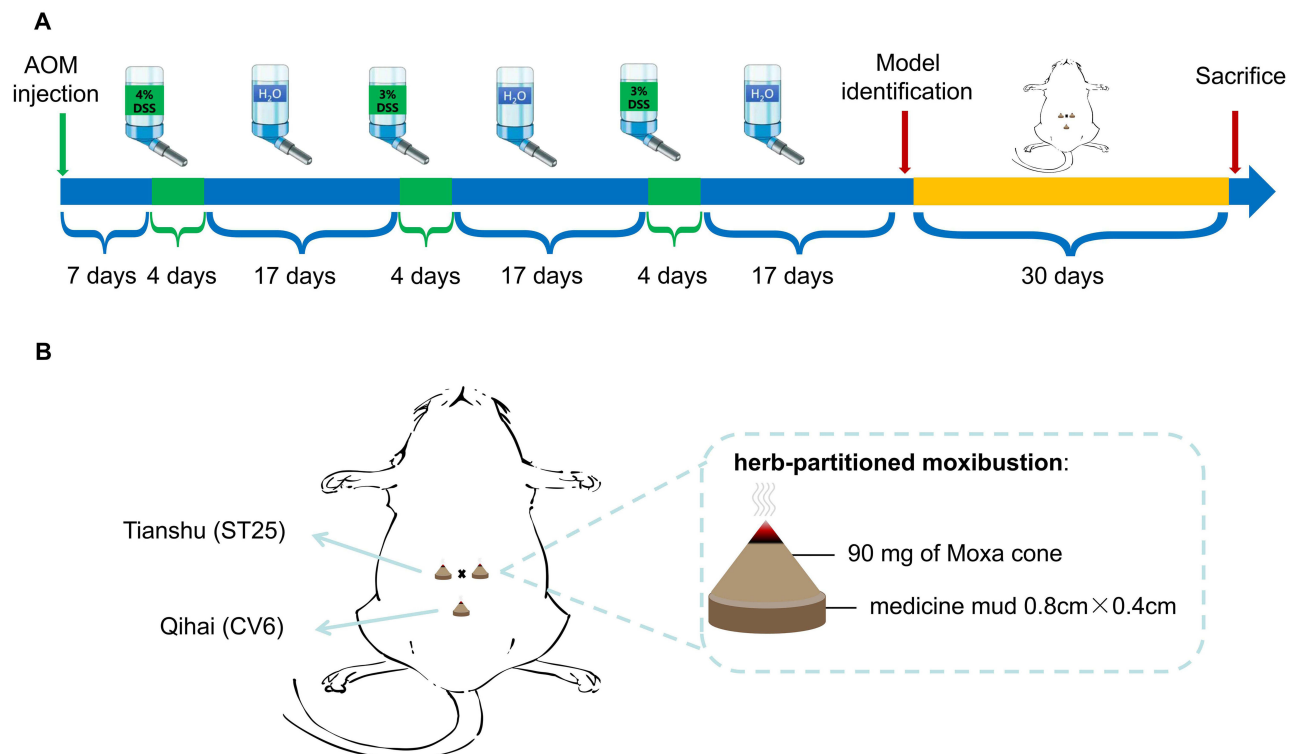 A
AOM
injection
4%
DSS
H₂O
3%
DSS
H₂O
3%
DSS
H₂O
Model
identification
Sacrifice
7 days
4 days
17 days
4 days
17 days
4 days
17 days
30 days
B
Tianshu (ST25)
Qihai (CV6)
herb-partitioned moxibustion:
90 mg of Moxa cone
medicine mud 0.8cm×0.4cm